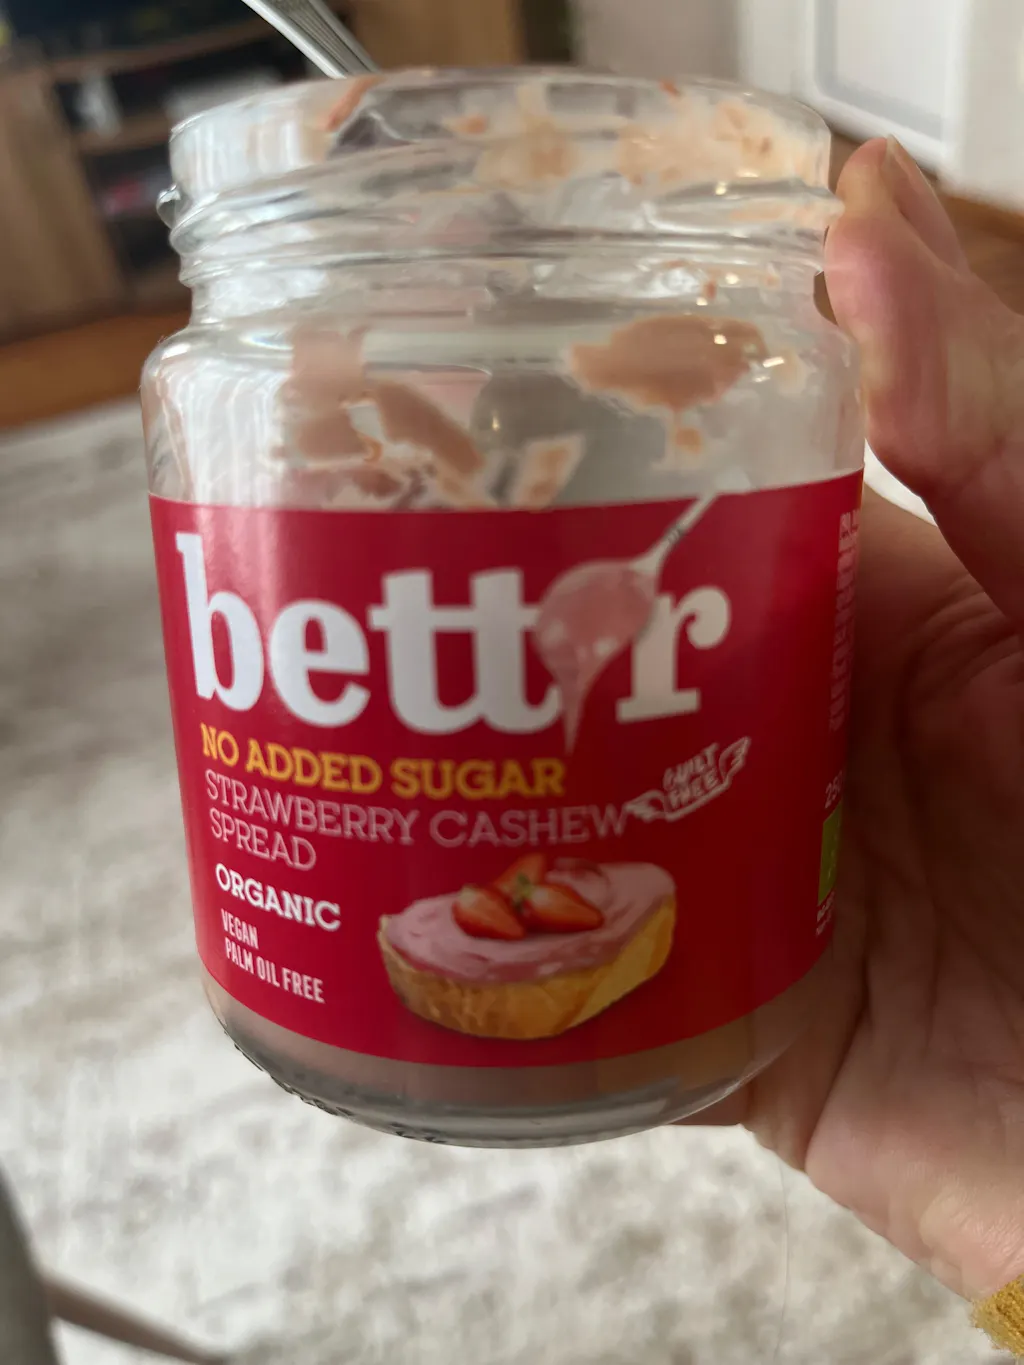 bettr
NO ADDED SUGAR
STRAWBERRY CASHEW
SPREAD
GUILT
FREE
ORGANIC
VEGAN
PALM OIL FREE